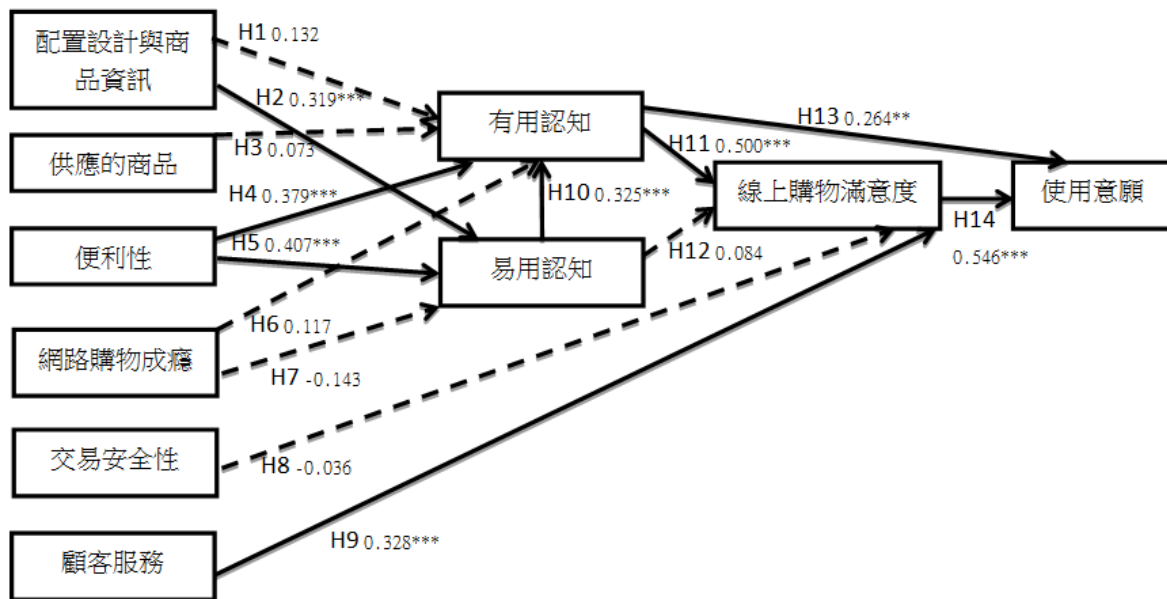 配置設計與商
品資訊
供應的商品
便利性
網路購物成癮
交易安全性
顧客服務
有用認知
易用認知
線上購物滿意度
使用意願
H1 0.132
H2 0.319***
H3 0.073
H4 0.379***
H5 0.407***
H6 0.117
H7 -0.143
H8 -0.036
H9 0.328***
H10 0.325***
H11 0.500***
H12 0.084
H13 0.264**
H14
0.546***